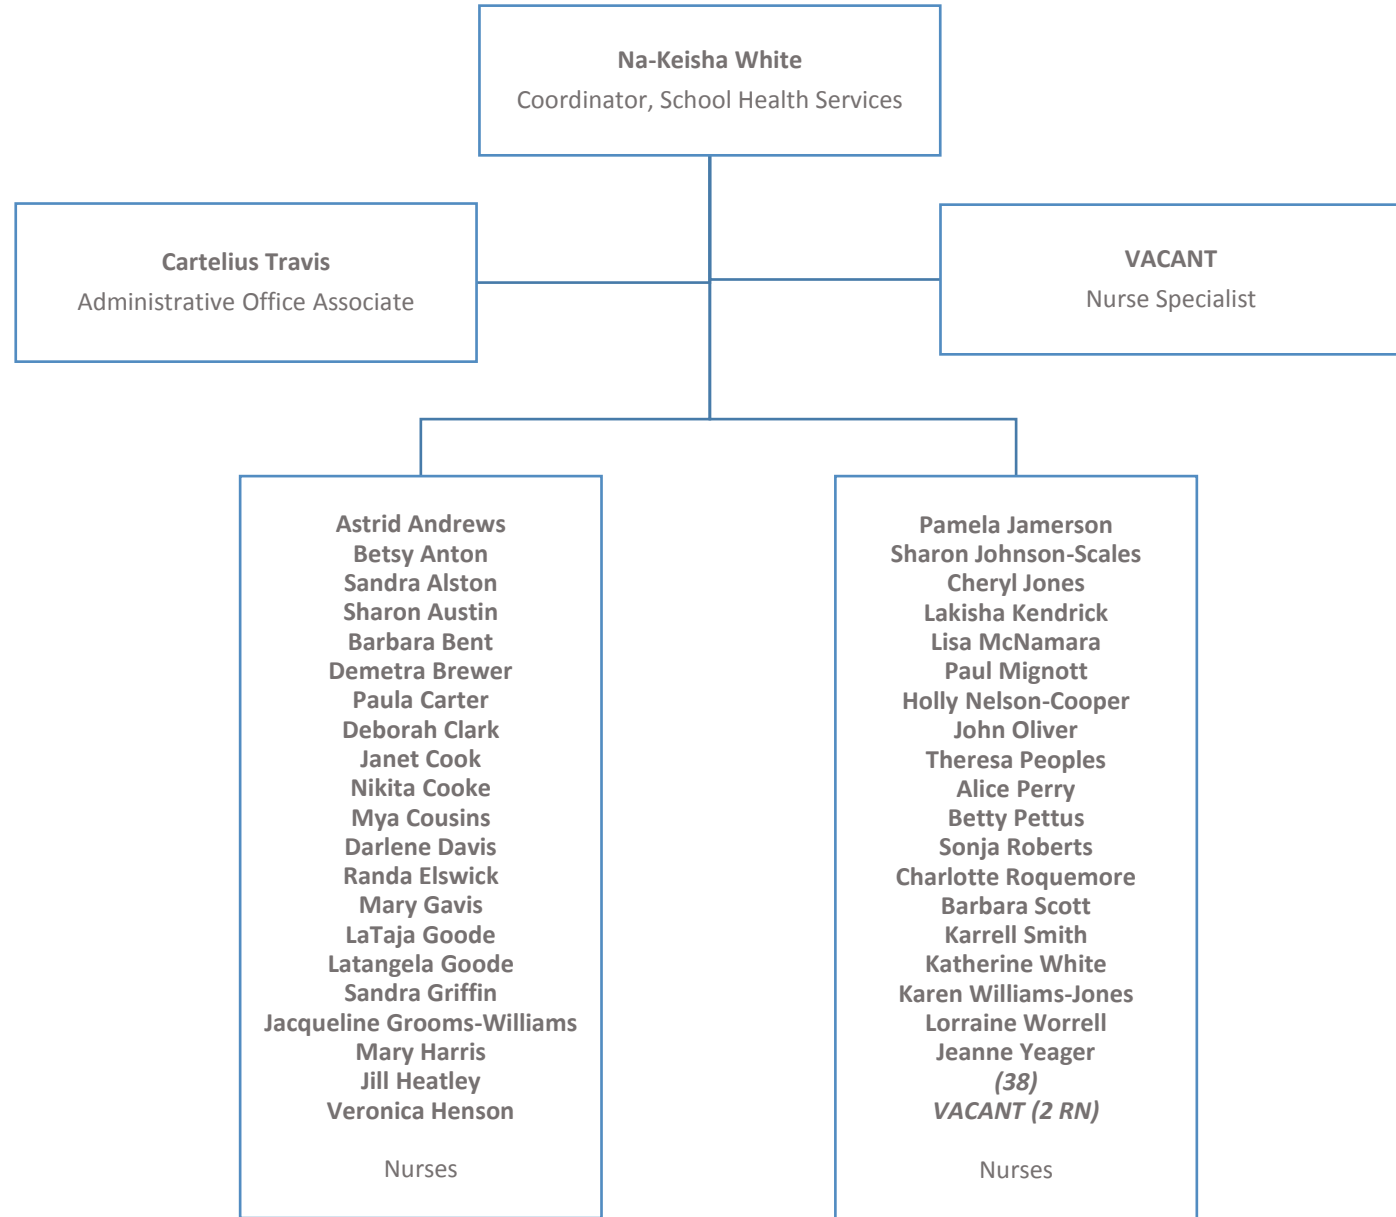 Na-Keisha White
Coordinator, School Health Services
Cartelius Travis
Administrative Office Associate
VACANT
Nurse Specialist
Astrid Andrews
Betsy Anton
Sandra Alston
Sharon Austin
Barbara Bent
Demetra Brewer
Paula Carter
Deborah Clark
Janet Cook
Nikita Cooke
Mya Cousins
Darlene Davis
Randa Elswick
Mary Gavis
LaTaja Goode
Latangela Goode
Sandra Griffin
Jacqueline Grooms-Williams
Mary Harris
Jill Heatley
Veronica Henson
Nurses
Pamela Jamerson
Sharon Johnson-Scales
Cheryl Jones
Lakisha Kendrick
Lisa McNamara
Paul Mignott
Holly Nelson-Cooper
John Oliver
Theresa Peoples
Alice Perry
Betty Pettus
Sonja Roberts
Charlotte Roquemore
Barbara Scott
Karrell Smith
Katherine White
Karen Williams-Jones
Lorraine Worrell
Jeanne Yeager
(38)
VACANT (2 RN)
Nurses